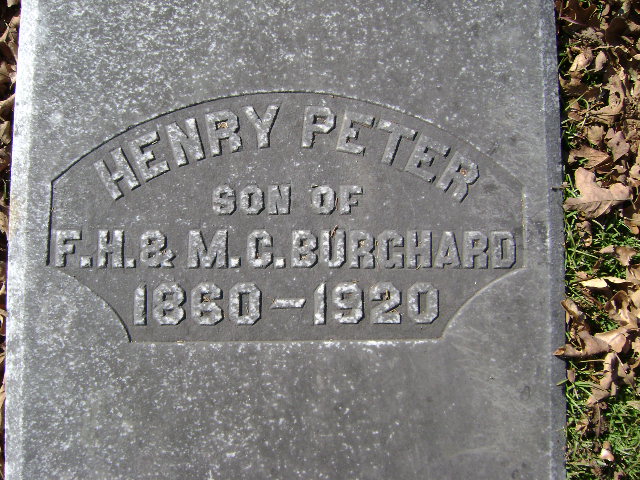 HENRY PETER
SON OF
F.H. & M.C. BURCHARD
1860-1920